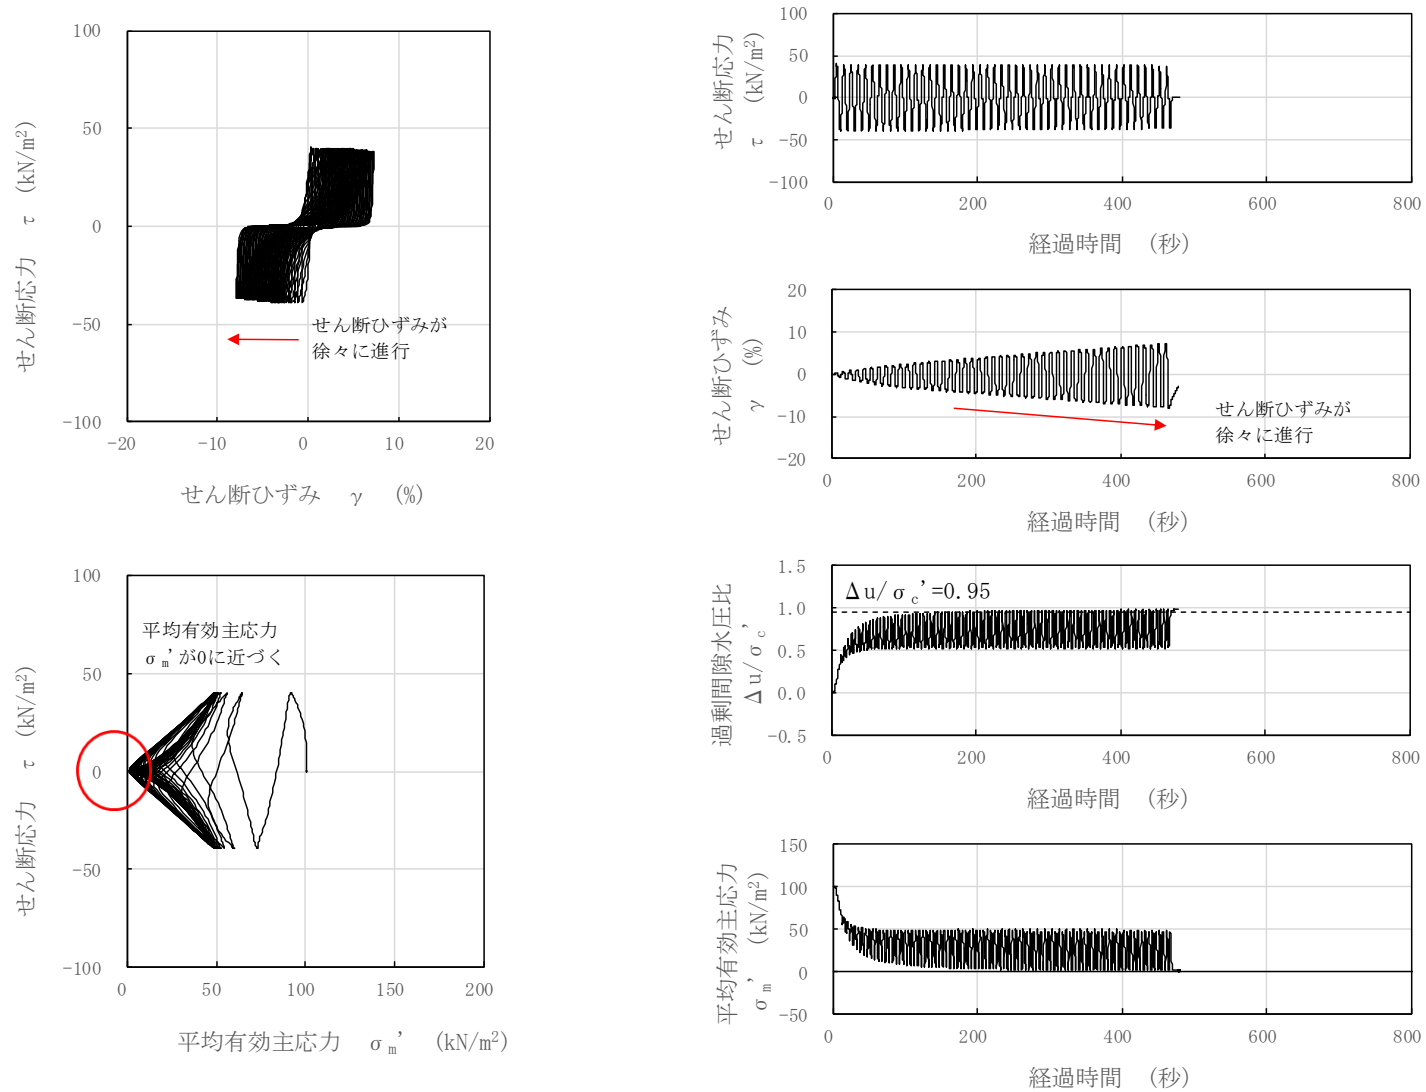 100
50
0
-50
-100
-20
-10
0
10
20
せん断応力 τ (kN/m²)
せん断ひずみ γ (%)
せん断ひずみが
徐々に進行
100
50
0
-50
-100
0
50
100
150
200
せん断応力 τ (kN/m²)
平均有効主応力 σm' (kN/m²)
平均有効主応力
σm'が0に近づく
100
50
0
-50
-100
0
200
400
600
800
せん断応力
τ (kN/m²)
経過時間 (秒)
20
10
0
-10
-20
0
200
400
600
800
せん断ひずみ
γ (%)
経過時間 (秒)
せん断ひずみが
徐々に進行
1.5
1.0
0.5
0.0
-0.5
0
200
400
600
800
過剰間隙水圧比
Δu/σc'
経過時間 (秒)
Δu/σc'=0.95
150
100
50
0
-50
0
200
400
600
800
平均有効主応力
σm' (kN/m²)
経過時間 (秒)